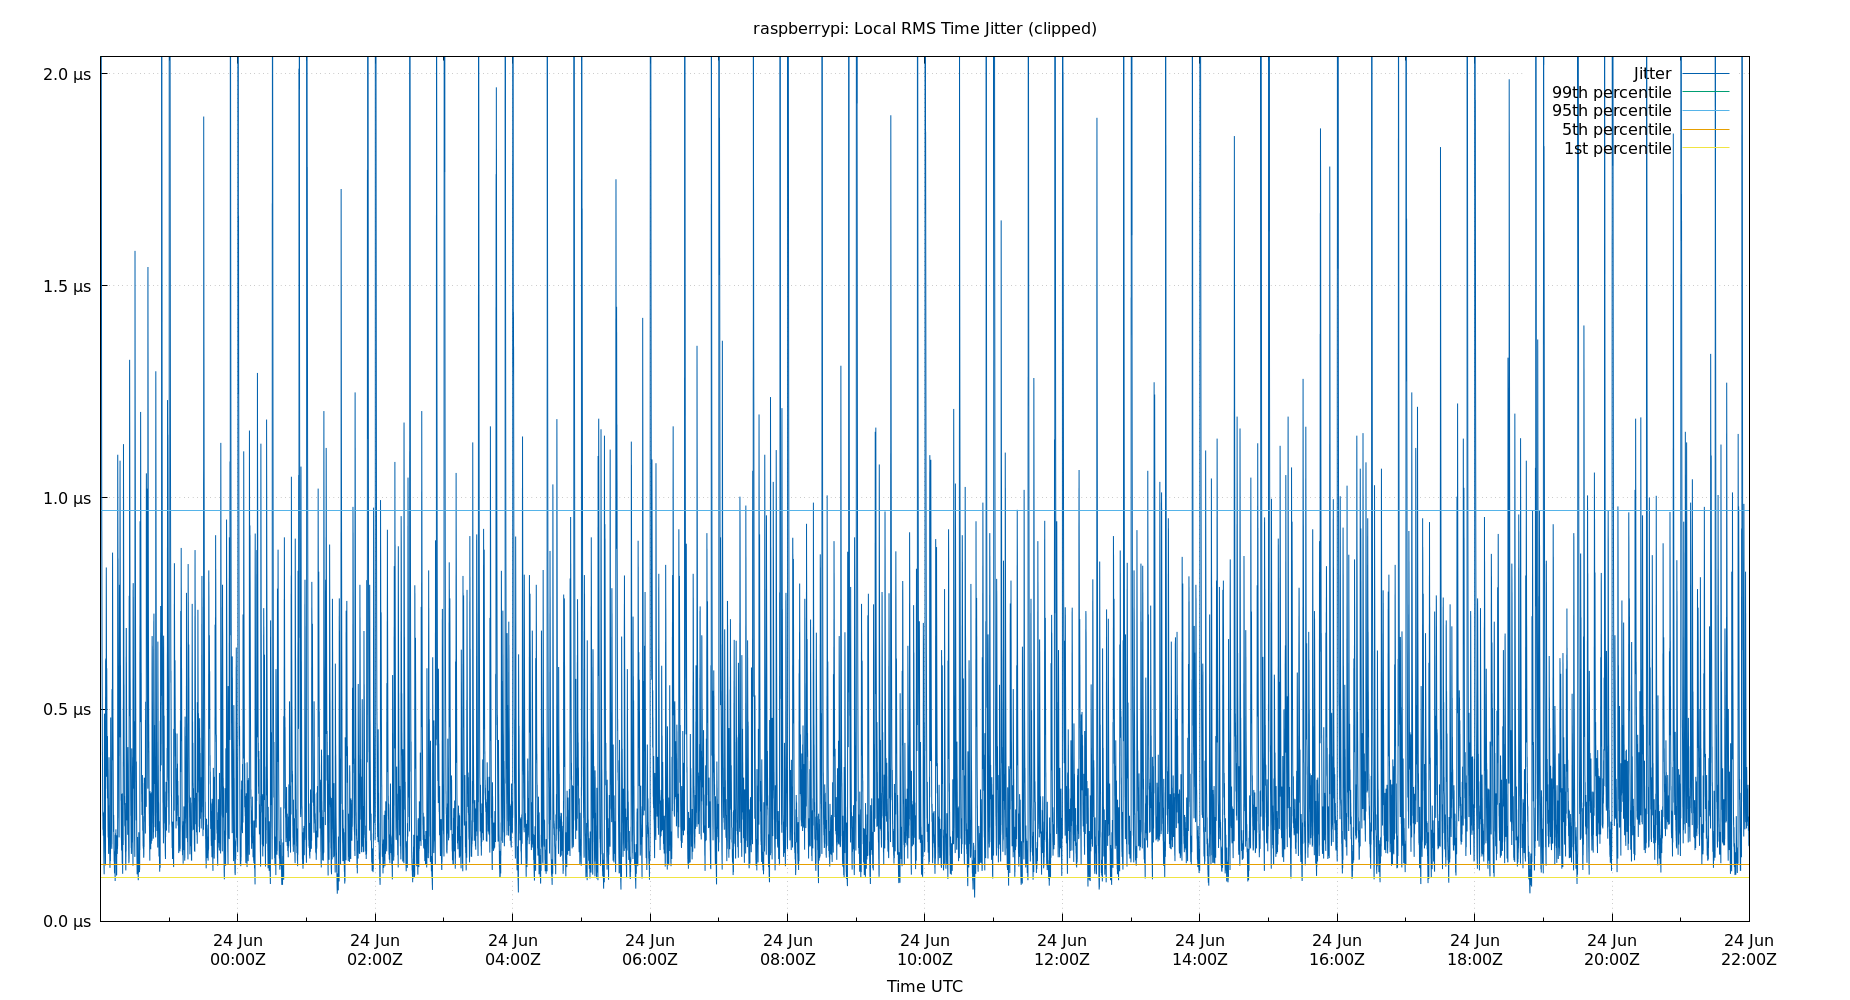 raspberrypi: Local RMS Time Jitter (clipped)
2.0 μs
1.5 μs
1.0 μs
0.5 μs
0.0 μs
Jitter
99th percentile
95th percentile
5th percentile
1st percentile
24 Jun 24 Jun 24 Jun 24 Jun 24 Jun 24 Jun 24 Jun 24 Jun 24 Jun 24 Jun 24 Jun 24 Jun
00:00Z 02:00Z 04:00Z 06:00Z 08:00Z 10:00Z 12:00Z 14:00Z 16:00Z 18:00Z 20:00Z 22:00Z
Time UTC